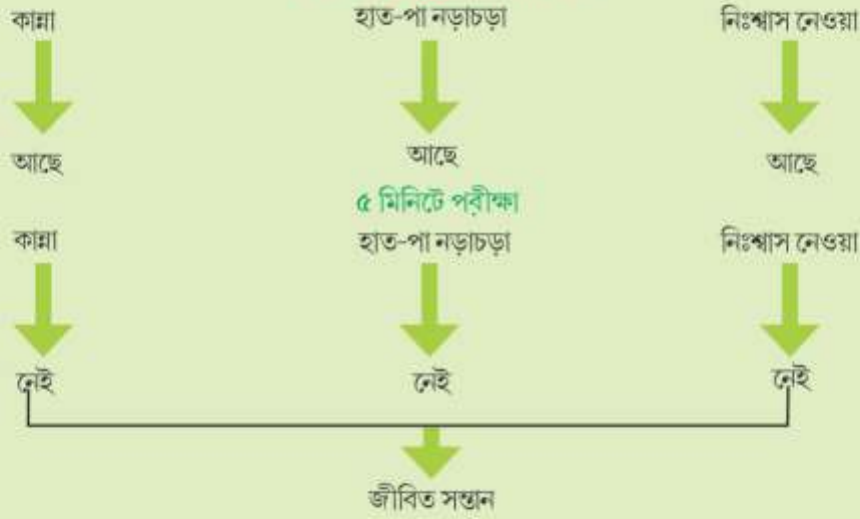 কান্না হাত-পা নড়াচড়া নিঃশ্বাস নেওয়া
আছে আছে আছে
৫ মিনিটে পরীক্ষা
কান্না হাত-পা নড়াচড়া নিঃশ্বাস নেওয়া
নেই নেই নেই
জীবিত সন্তান